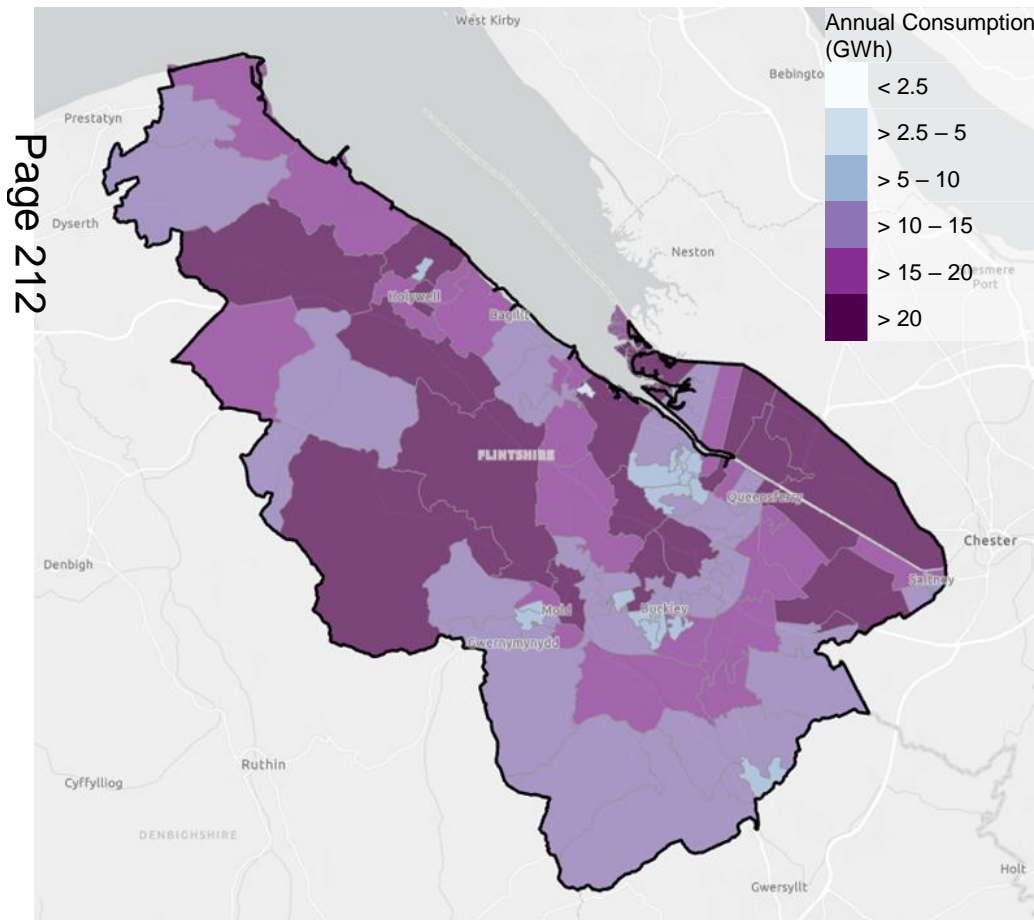 West Kirby
Annual Consumption
(GWh)
Bebingto
< 2.5
> 2.5 – 5
> 5 – 10
> 10 – 15
> 15 – 20
> 20
Prestatyn
Page 212
Dyserth
Neston
esmere
Port
Holywell
Bagillt
FLINTSHIRE
Queensferry
Chester
Denbigh
Saltney
Mold
Buckley
Gwernymynydd
Ruthin
Cyffylliog
DENBIGHSHIRE
Holt
Gwersyllt